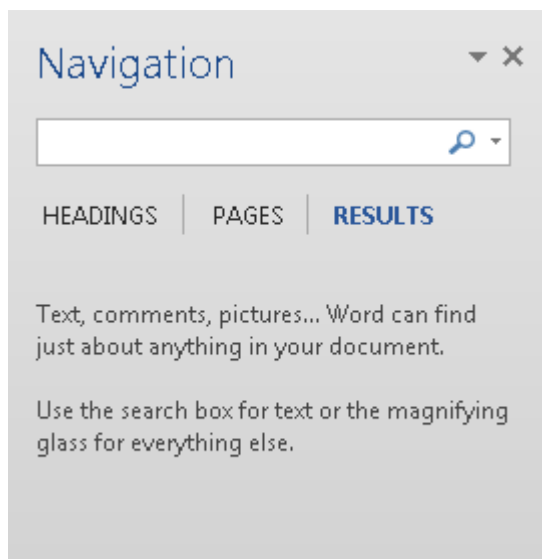 Navigation
HEADINGS PAGES RESULTS
Text, comments, pictures... Word can find
just about anything in your document.
Use the search box for text or the magnifying
glass for everything else.